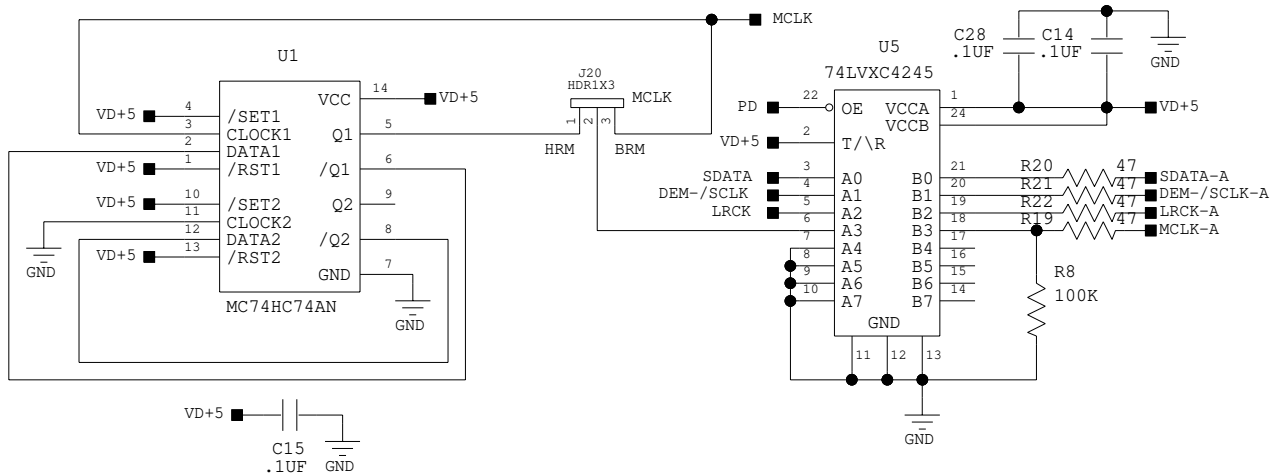 MCLK
U1
VD+5
4
/SET1
VCC
14
VD+5
3
CLOCK1
Q1
5
2
DATA1
/Q1
6
VD+5
1
/RST1
VD+5
10
/SET2
Q2
9
11
CLOCK2
12
DATA2
/Q2
8
VD+5
13
/RST2
GND
GND
7
MC74HC74AN
GND
J20
HDR1X3
MCLK
1
2
3
HRM
BRM
VD+5
C15
.1UF
GND
C28
.1UF
C14
.1UF
GND
U5
74LVXC4245
PD
22
OE
VCCA
1
VD+5
VCCB
24
VD+5
2
T/\R
SDATA
3
A0
B0
21
R20
47
SDATA-A
DEM-/SCLK
4
A1
B1
20
R21
47
DEM-/SCLK-A
LRCK
5
A2
B2
19
R22
47
LRCK-A
6
A3
B3
18
R19
47
MCLK-A
7
A4
B4
17
8
A5
B5
16
9
A6
B6
15
10
A7
B7
14
R8
100K
GND
11
12
13
GND